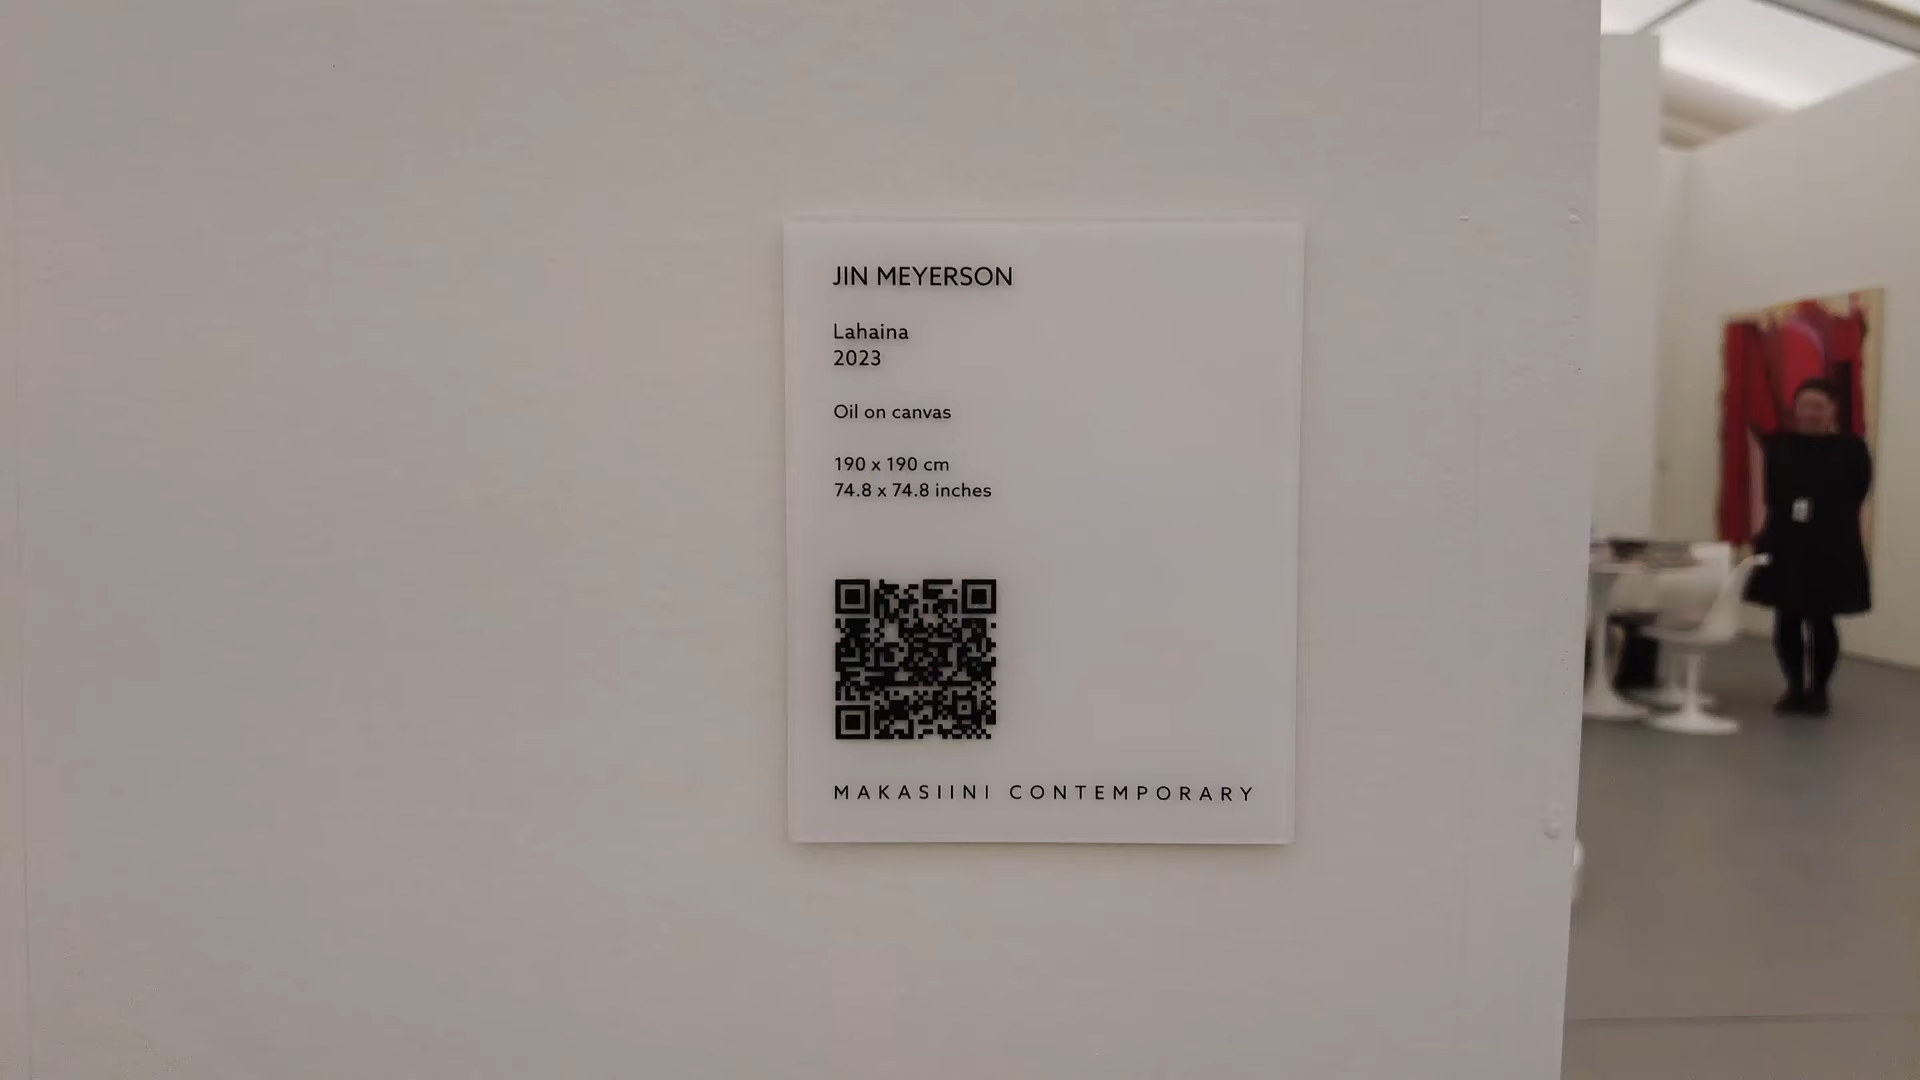 JIN MEYERSON
Lahaina
2023
Oil on canvas
190 x 190 cm
74.8 x 74.8 inches
MAKASIINI CONTEMPORARY